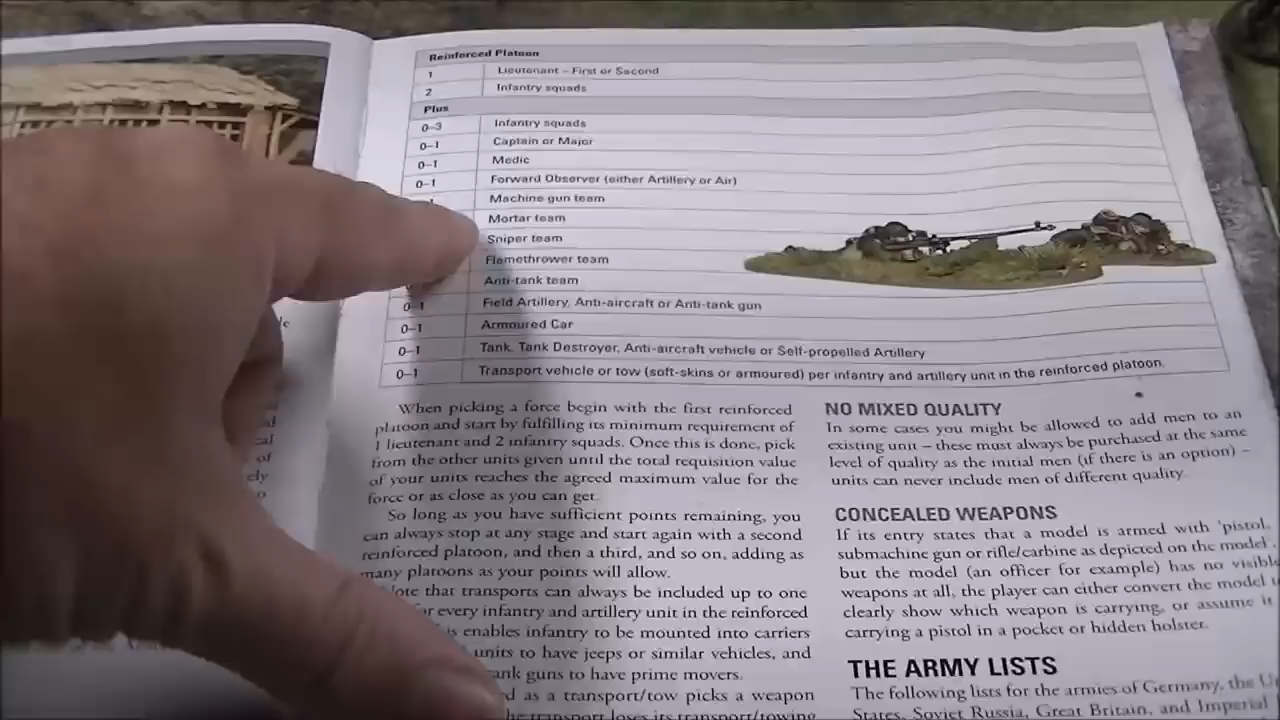 Reinforced Platoon
1 Lieutenant – First or Second
2 Infantry squads
Plus
0–3 Infantry squads
0–1 Captain or Major
0–1 Medic
0–1 Forward Observer (either Artillery or Air)
Machine gun team
Mortar team
Sniper team
Flamethrower team
Anti-tank team
0–1 Field Artillery, Anti-aircraft or Anti-tank gun
0–1 Armoured Car
0–1 Tank, Tank Destroyer, Anti-aircraft vehicle or Self-propelled Artillery
0–1 Transport vehicle or tow (soft-skins or armoured) per infantry and artillery unit in the reinforced platoon.
When picking a force begin with the first reinforced
platoon and start by fulfilling its minimum requirement of
1 lieutenant and 2 infantry squads. Once this is done, pick
from the other units given until the total requisition value
of your units reaches the agreed maximum value for the
force or as close as you can get.
So long as you have sufficient points remaining, you
can always stop at any stage and start again with a second
reinforced platoon, and then a third, and so on, adding as
many platoons as your points will allow.
Note that transports can always be included up to one
for every infantry and artillery unit in the reinforced
is enables infantry to be mounted into carriers
units to have jeeps or similar vehicles, and
ank guns to have prime movers.
d as a transport/tow picks a weapon
he transport loses its transport/towing
NO MIXED QUALITY
In some cases you might be allowed to add men to an
existing unit – these must always be purchased at the same
level of quality as the initial men (if there is an option) –
units can never include men of different quality.
CONCEALED WEAPONS
If its entry states that a model is armed with 'pistol,
submachine gun or rifle/carbine as depicted on the model',
but the model (an officer for example) has no visible
weapons at all, the player can either convert the model to
clearly show which weapon is carrying, or assume it
carrying a pistol in a pocket or hidden holster.
THE ARMY LISTS
The following lists for the armies of Germany, the
States, Soviet Russia, Great Britain, and Imperial